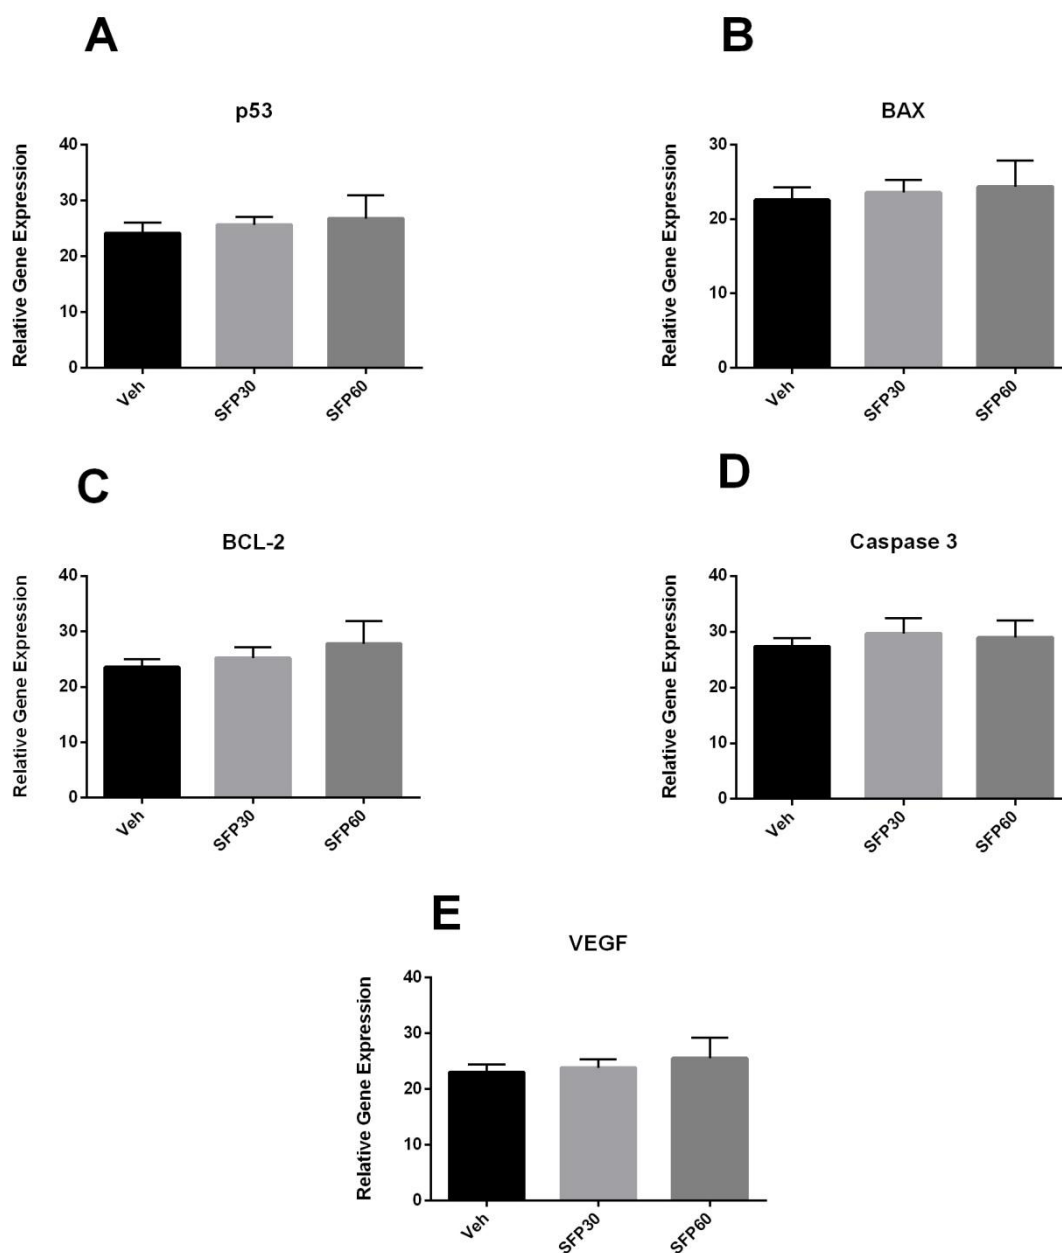 A
p53
Relative Gene Expression
40
30
20
10
0
Veh
SFP30
SFP60
B
BAX
Relative Gene Expression
30
20
10
0
Veh
SFP30
SFP60
C
BCL-2
Relative Gene Expression
40
30
20
10
0
Veh
SFP30
SFP60
D
Caspase 3
Relative Gene Expression
40
30
20
10
0
Veh
SFP30
SFP60
E
VEGF
Relative Gene Expression
40
30
20
10
0
Veh
SFP30
SFP60